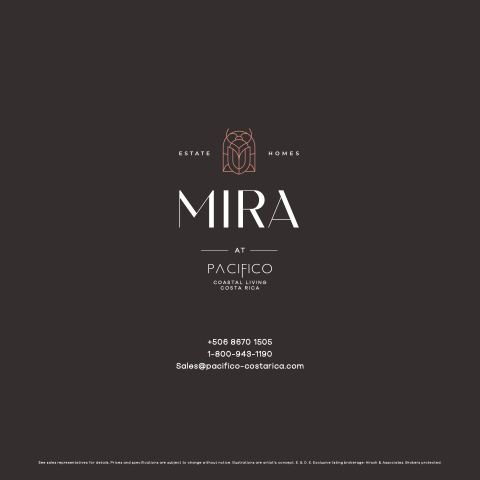 ESTATE HOMES
MIRA
AT
PACIFICO
COASTAL LIVING
COSTA RICA
+506 8670 1505
1-800-943-1190
Sales@pacifico-costarica.com
See sales representatives for details. Prices and specifications are subject to change without notice. Illustrations are artist's concept. E. & O. E. Exclusive listing brokerage: Hirsch & Associates. Brokers protected.